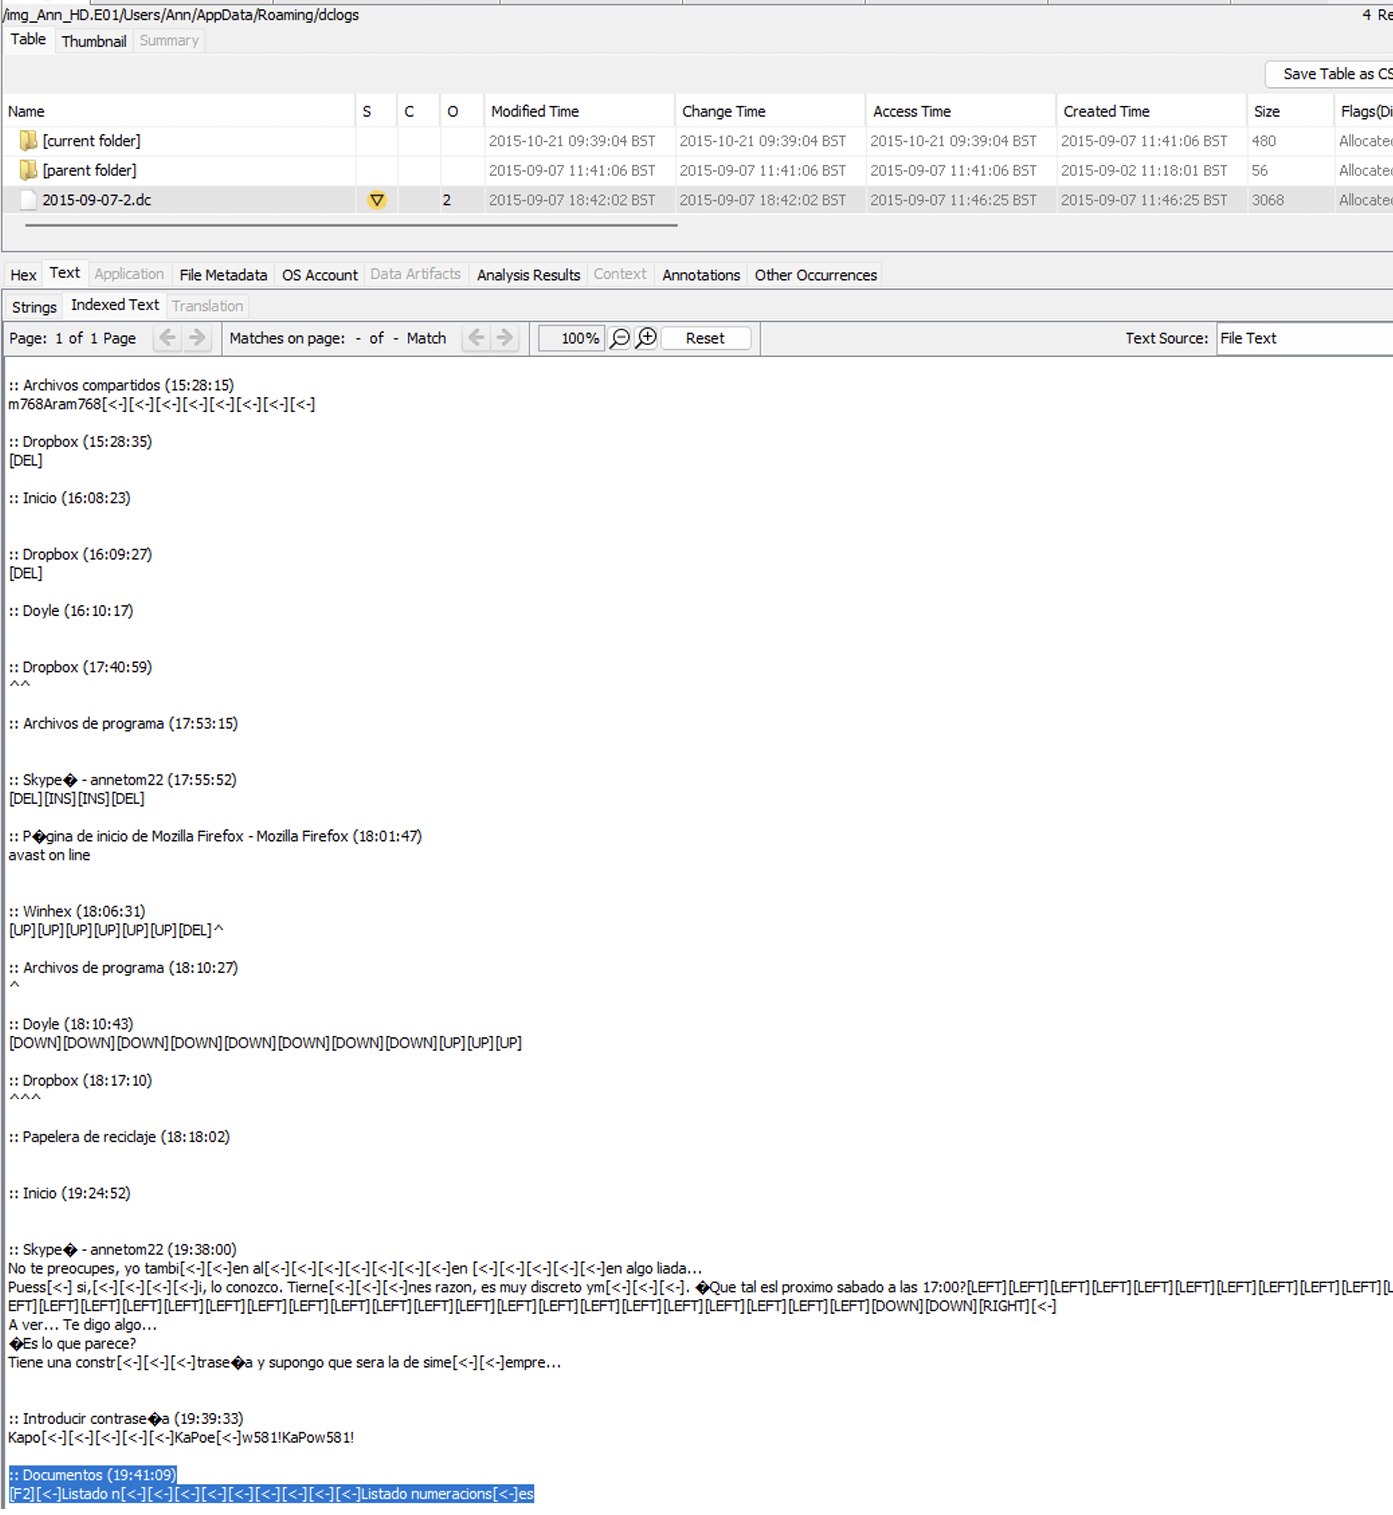 /img_Ann_HD.E01/Users/Ann/AppData/Roaming/dclogs 4 Re
Table Thumbnail Summary
Save Table as CS
Name S C O Modified Time Change Time Access Time Created Time Size Flags(Di
[current folder] 2015-10-21 09:39:04 BST 2015-10-21 09:39:04 BST 2015-10-21 09:39:04 BST 2015-09-07 11:41:06 BST 480 Allocated
[parent folder] 2015-09-07 11:41:06 BST 2015-09-07 11:41:06 BST 2015-09-07 11:41:06 BST 2015-09-02 11:18:01 BST 56 Allocated
2015-09-07-2.dc 2 2015-09-07 18:42:02 BST 2015-09-07 18:42:02 BST 2015-09-07 11:46:25 BST 2015-09-07 11:46:25 BST 3068 Allocated
Hex Text Application File Metadata OS Account Data Artifacts Analysis Results Context Annotations Other Occurrences
Strings Indexed Text Translation
Page: 1 of 1 Page Matches on page: - of - Match 100% Reset Text Source: File Text
:: Archivos compartidos (15:28:15)
m768Aram768[<-][<-][<-][<-][<-][<-][<-][<-]
:: Dropbox (15:28:35)
[DEL]
:: Inicio (16:08:23)
:: Dropbox (16:09:27)
[DEL]
:: Doyle (16:10:17)
:: Dropbox (17:40:59)
^^
:: Archivos de programa (17:53:15)
:: Skype� - annetom22 (17:55:52)
[DEL][INS][INS][DEL]
:: P�gina de inicio de Mozilla Firefox - Mozilla Firefox (18:01:47)
avast on line
:: Winhex (18:06:31)
[UP][UP][UP][UP][UP][UP][DEL]^
:: Archivos de programa (18:10:27)
^
:: Doyle (18:10:43)
[DOWN][DOWN][DOWN][DOWN][DOWN][DOWN][DOWN][DOWN][UP][UP][UP]
:: Dropbox (18:17:10)
^^^
:: Papelera de reciclaje (18:18:02)
:: Inicio (19:24:52)
:: Skype� - annetom22 (19:38:00)
No te preocupes, yo tambi[<-][<-]en al[<-][<-][<-][<-][<-][<-][<-]en [<-][<-][<-][<-][<-]en algo liada...
Puess[<-] si,[<-][<-][<-][<-]i, lo conozco. Tierne[<-][<-][<-]nes razon, es muy discreto ym[<-][<-][<-]. �Que tal esl proximo sabado a las 17:00?[LEFT][LEFT][LEFT][LEFT][LEFT][LEFT][LEFT][LEFT][LEFT][LEFT][L
EFT][LEFT][LEFT][LEFT][LEFT][LEFT][LEFT][LEFT][LEFT][LEFT][LEFT][LEFT][LEFT][LEFT][LEFT][LEFT][LEFT][LEFT][LEFT][LEFT][LEFT][DOWN][DOWN][RIGHT][<-]
A ver... Te digo algo...
�Es lo que parece?
Tiene una constr[<-][<-][<-]trase�a y supongo que sera la de sime[<-][<-]empre...
:: Introducir contrase�a (19:39:33)
Kapo[<-][<-][<-][<-][<-]KaPoe[<-]w581!KaPow581!
:: Documentos (19:41:09)
[F2][<-]Listado n[<-][<-][<-][<-][<-][<-][<-][<-][<-]Listado numeracions[<-]es